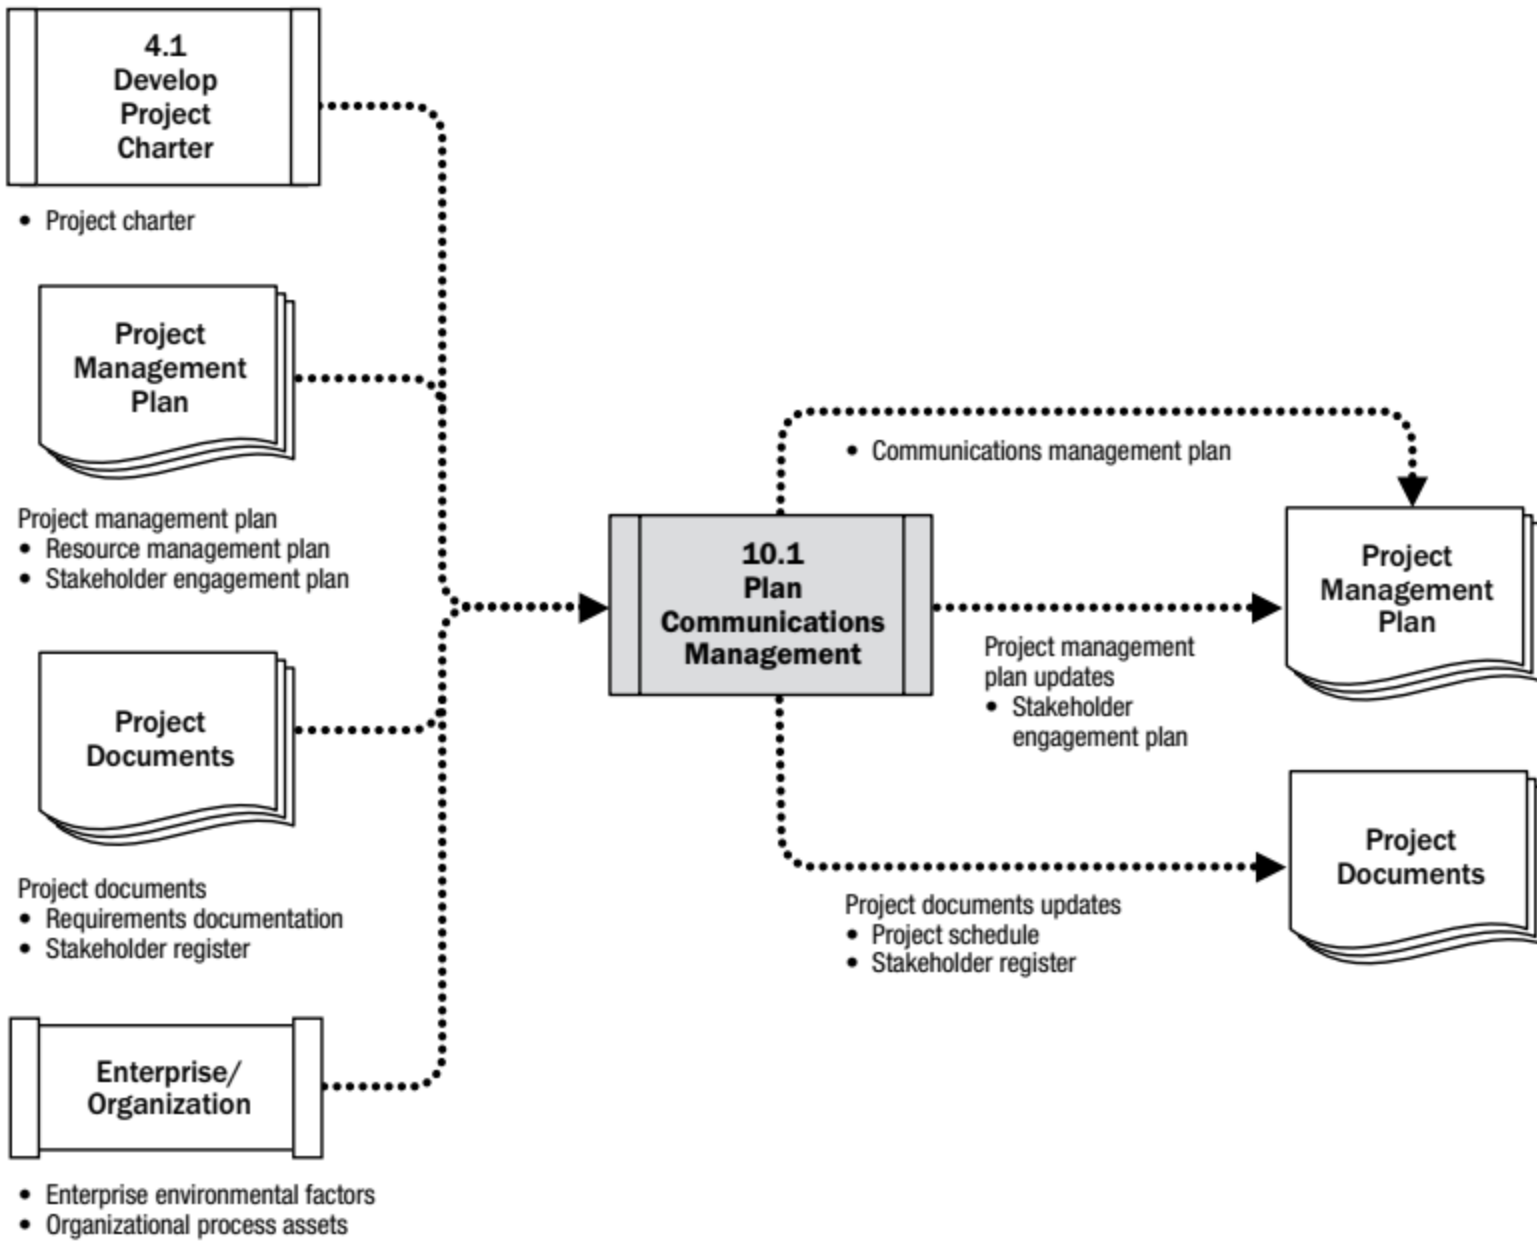 4.1
Develop
Project
Charter
• Project charter
Project
Management
Plan
Project management plan
• Resource management plan
• Stakeholder engagement plan
Project
Documents
Project documents
• Requirements documentation
• Stakeholder register
Enterprise/
Organization
• Enterprise environmental factors
• Organizational process assets
10.1
Plan
Communications
Management
• Communications management plan
Project management
plan updates
• Stakeholder
engagement plan
Project documents updates
• Project schedule
• Stakeholder register
Project
Management
Plan
Project
Documents